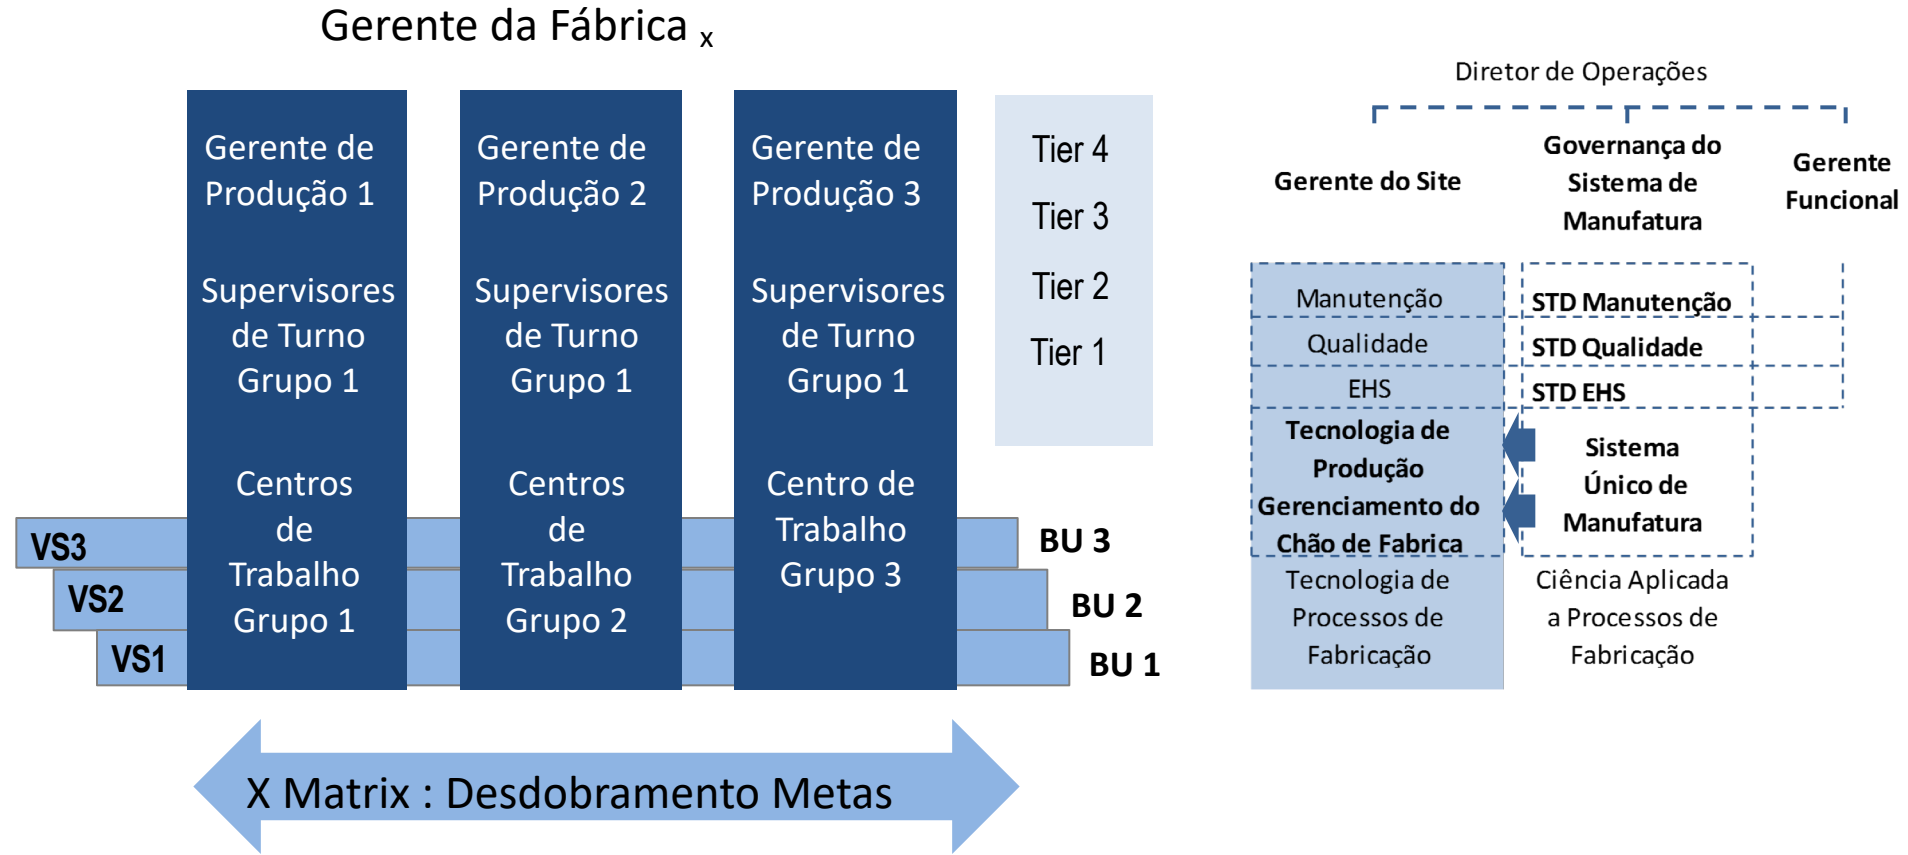 Gerente da Fábrica x
Gerente de
Produção 1
Supervisores
de Turno
Grupo 1
Centros
de
Trabalho
Grupo 1
Gerente de
Produção 2
Supervisores
de Turno
Grupo 1
Centros
de
Trabalho
Grupo 2
Gerente de
Produção 3
Supervisores
de Turno
Grupo 1
Centro de
Trabalho
Grupo 3
Tier 4
Tier 3
Tier 2
Tier 1
VS3
VS2
VS1
BU 3
BU 2
BU 1
X Matrix : Desdobramento Metas
Diretor de Operações
Gerente do Site
Governança do
Sistema de
Manufatura
Gerente
Funcional
Manutenção
Qualidade
EHS
Tecnologia de
Produção
Gerenciamento do
Chão de Fabrica
Tecnologia de
Processos de
Fabricação
STD Manutenção
STD Qualidade
STD EHS
Sistema
Único de
Manufatura
Ciência Aplicada
a Processos de
Fabricação